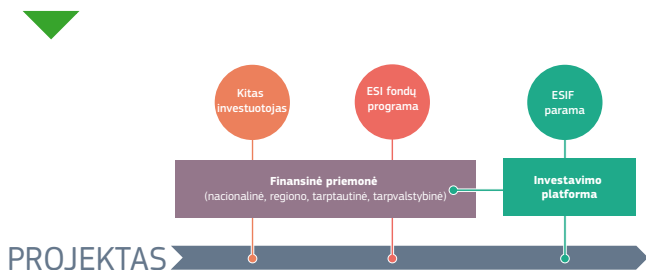 Kitas
investuotojas
ESI fondų
programa
ESIF
parama
Finansinė priemonė
(nacionalinė, regiono, tarptautinė, tarpvalstybinė)
Investavimo
platforma
PROJEKTAS